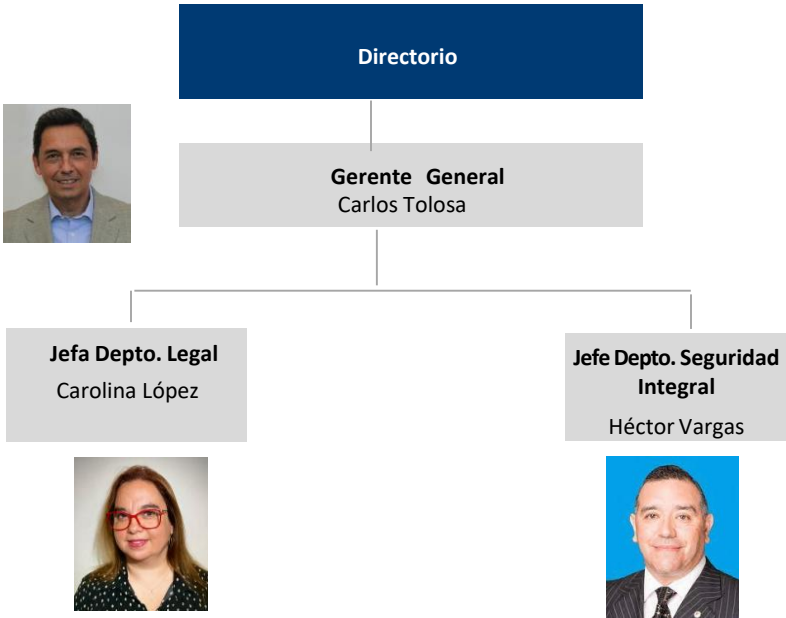 Directorio
Gerente General
Carlos Tolosa
Jefa Depto. Legal
Carolina López
Jefe Depto. Seguridad
Integral
Héctor Vargas